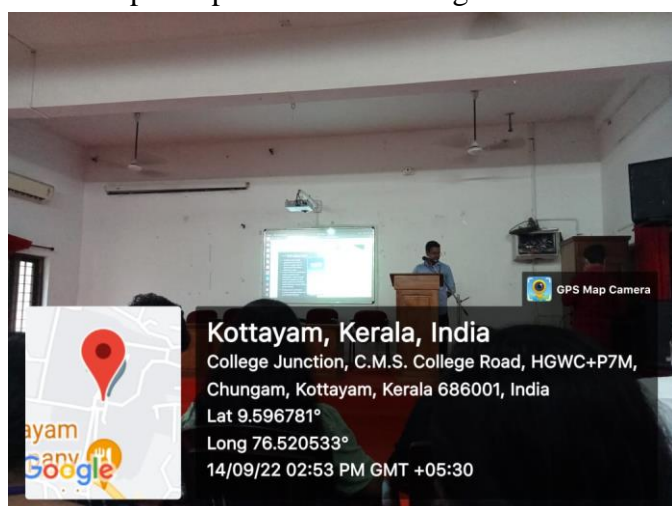 GPS Map Camera
Kottayam, Kerala, India
College Junction, C.M.S. College Road, HGWC+P7M,
Chungam, Kottayam, Kerala 686001, India
Lat 9.596781°
Long 76.520533°
14/09/22 02:53 PM GMT +05:30
ayam
Google